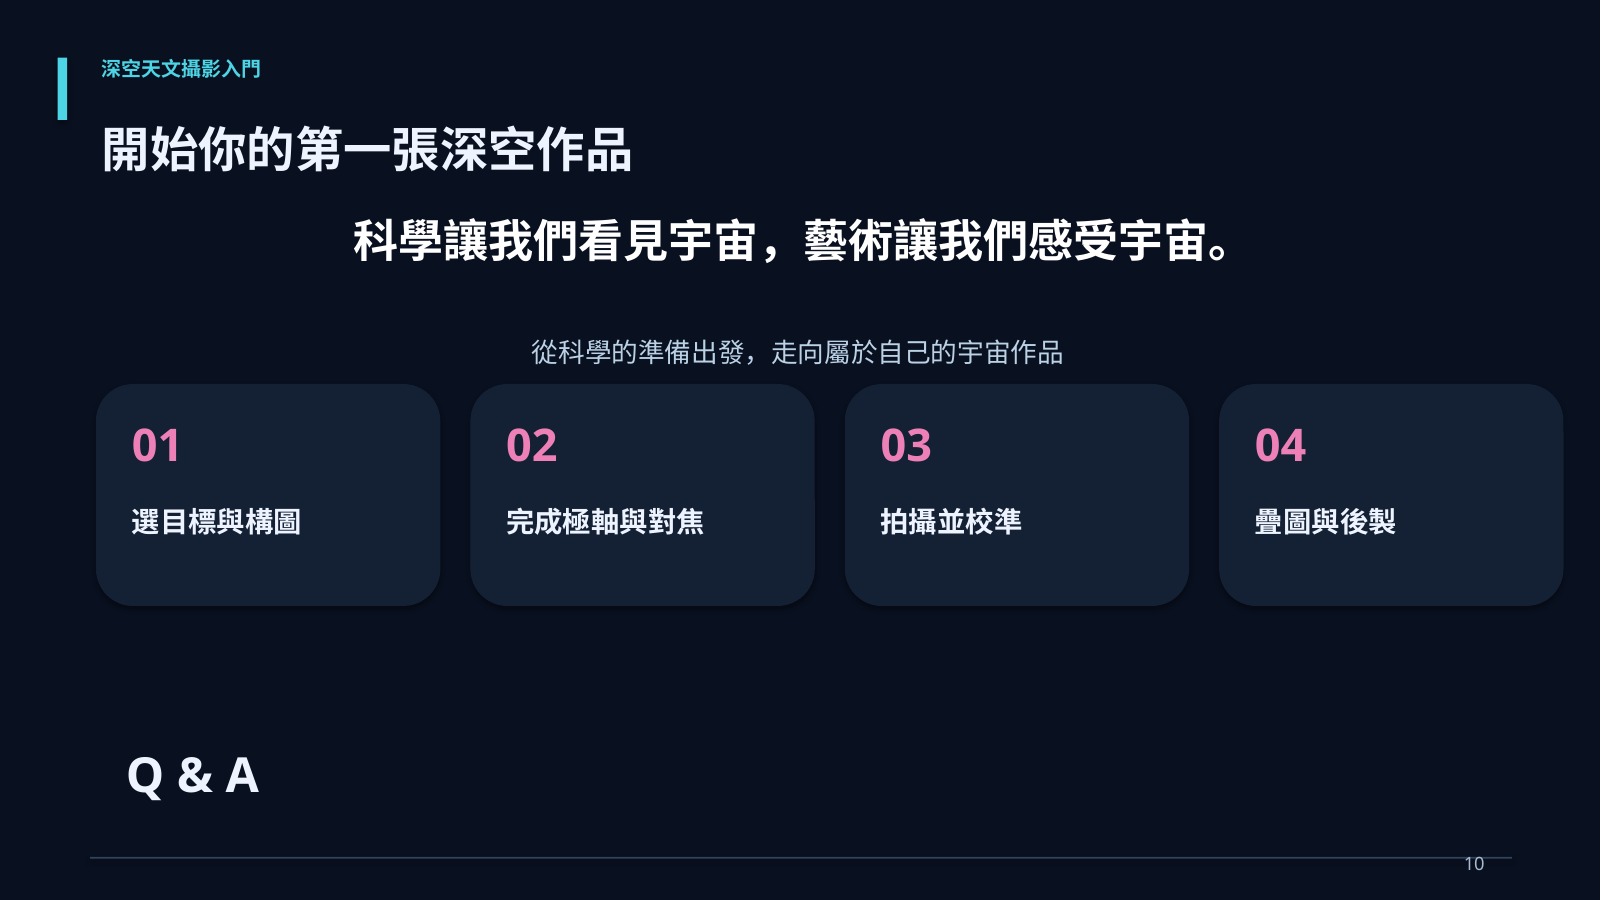 深空天文攝影入門
開始你的第一張深空作品
科學讓我們看見宇宙，藝術讓我們感受宇宙。
從科學的準備出發，走向屬於自己的宇宙作品
01
選目標與構圖
02
完成極軸與對焦
03
拍攝並校準
04
疊圖與後製
Q & A
10